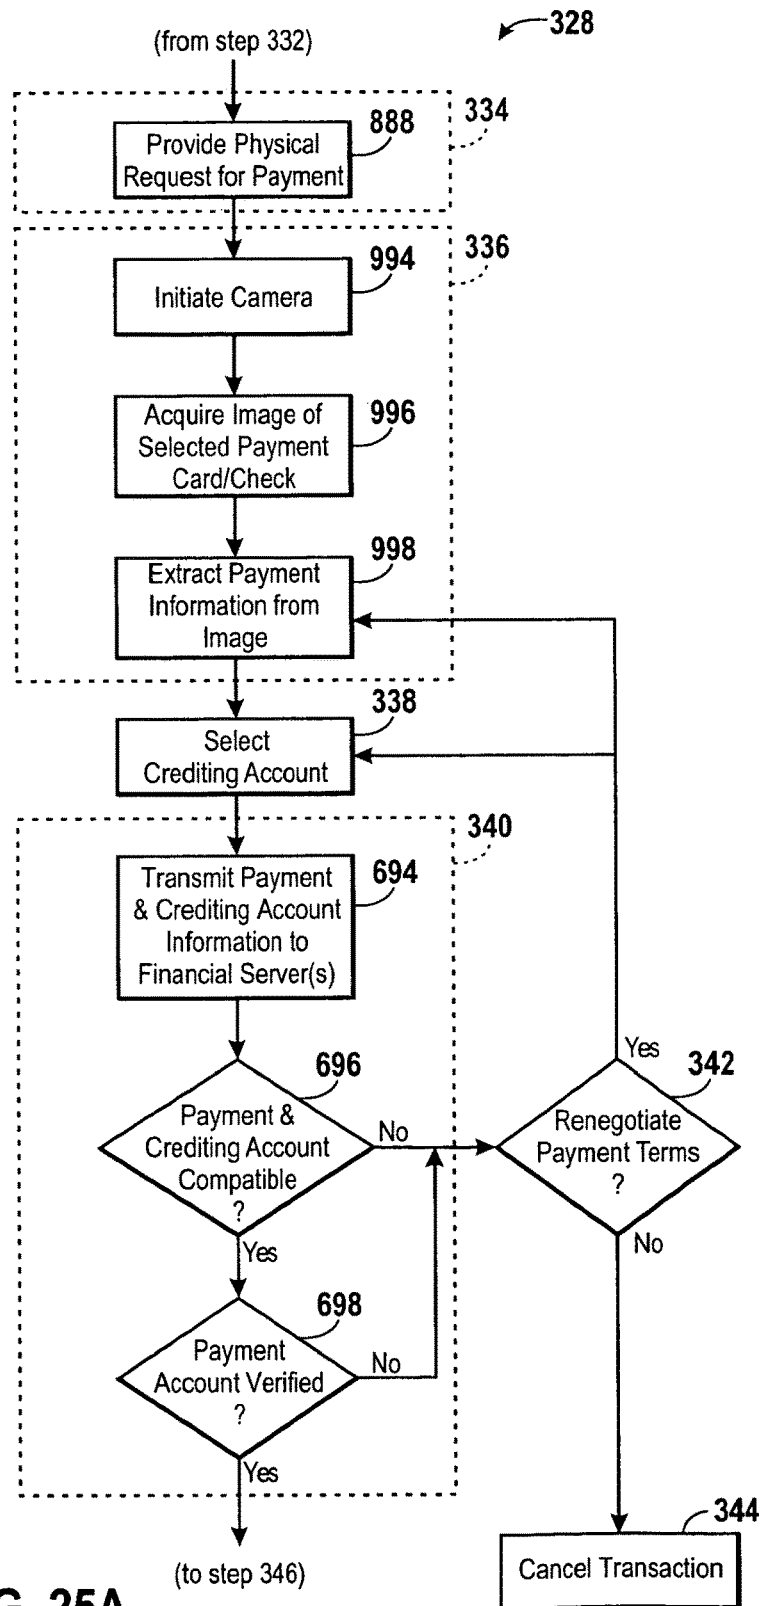 328
(from step 332)
334
888
Provide Physical
Request for Payment
336
994
Initiate Camera
996
Acquire Image of
Selected Payment
Card/Check
998
Extract Payment
Information from
Image
338
Select
Crediting Account
340
694
Transmit Payment
& Crediting Account
Information to
Financial Server(s)
696
Payment &
Crediting Account
Compatible
?
No
Yes
342
Renegotiate
Payment Terms
?
Yes
No
698
Payment
Account Verified
?
No
Yes
(to step 346)
344
Cancel Transaction
25A